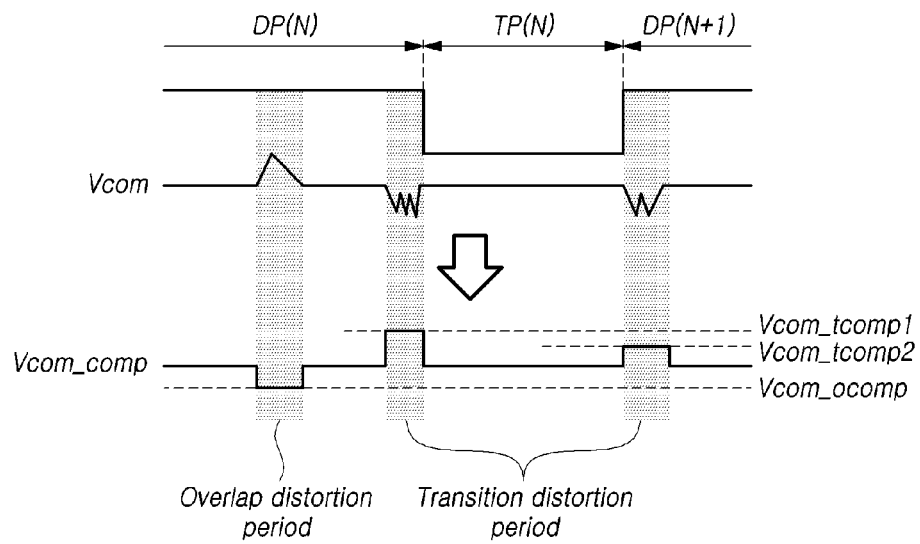 DP(N)
TP(N)
DP(N+1)
Vcom
Vcom_comp
Vcom_tcomp1
Vcom_tcomp2
Vcom_ocomp
Overlap distortion
period
Transition distortion
period